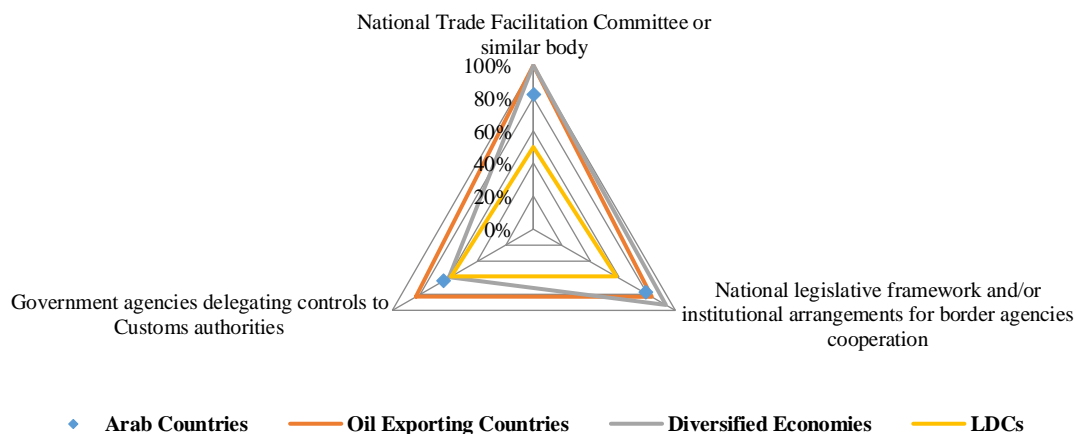 National Trade Facilitation Committee or
similar body
100%
80%
60%
40%
20%
0%
Government agencies delegating controls to
Customs authorities
National legislative framework and/or
institutional arrangements for border agencies
cooperation
Arab Countries
Oil Exporting Countries
Diversified Economies
LDCs